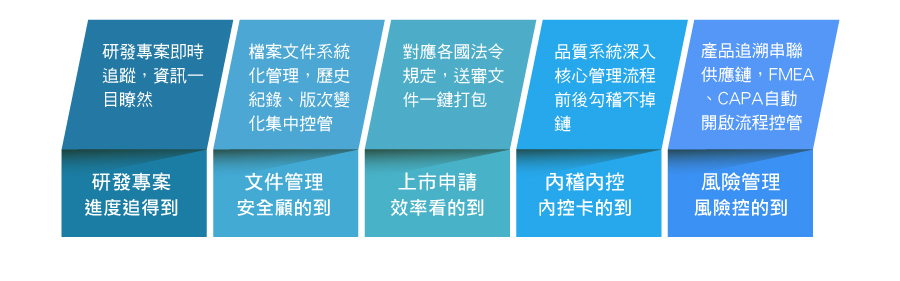 研發專案即時
追蹤，資訊一
目瞭然
研發專案
進度追得到
檔案文件系統
化管理，歷史
紀錄、版次變
化集中控管
文件管理
安全顧的到
對應各國法令
規定，送審文
件一鍵打包
上市申請
效率看的到
品質系統深入
核心管理流程
前後勾稽不掉
鏈
內稽內控
內控卡的到
產品追溯串聯
供應鏈，FMEA
、CAPA自動
開啟流程控管
風險管理
風險控的到